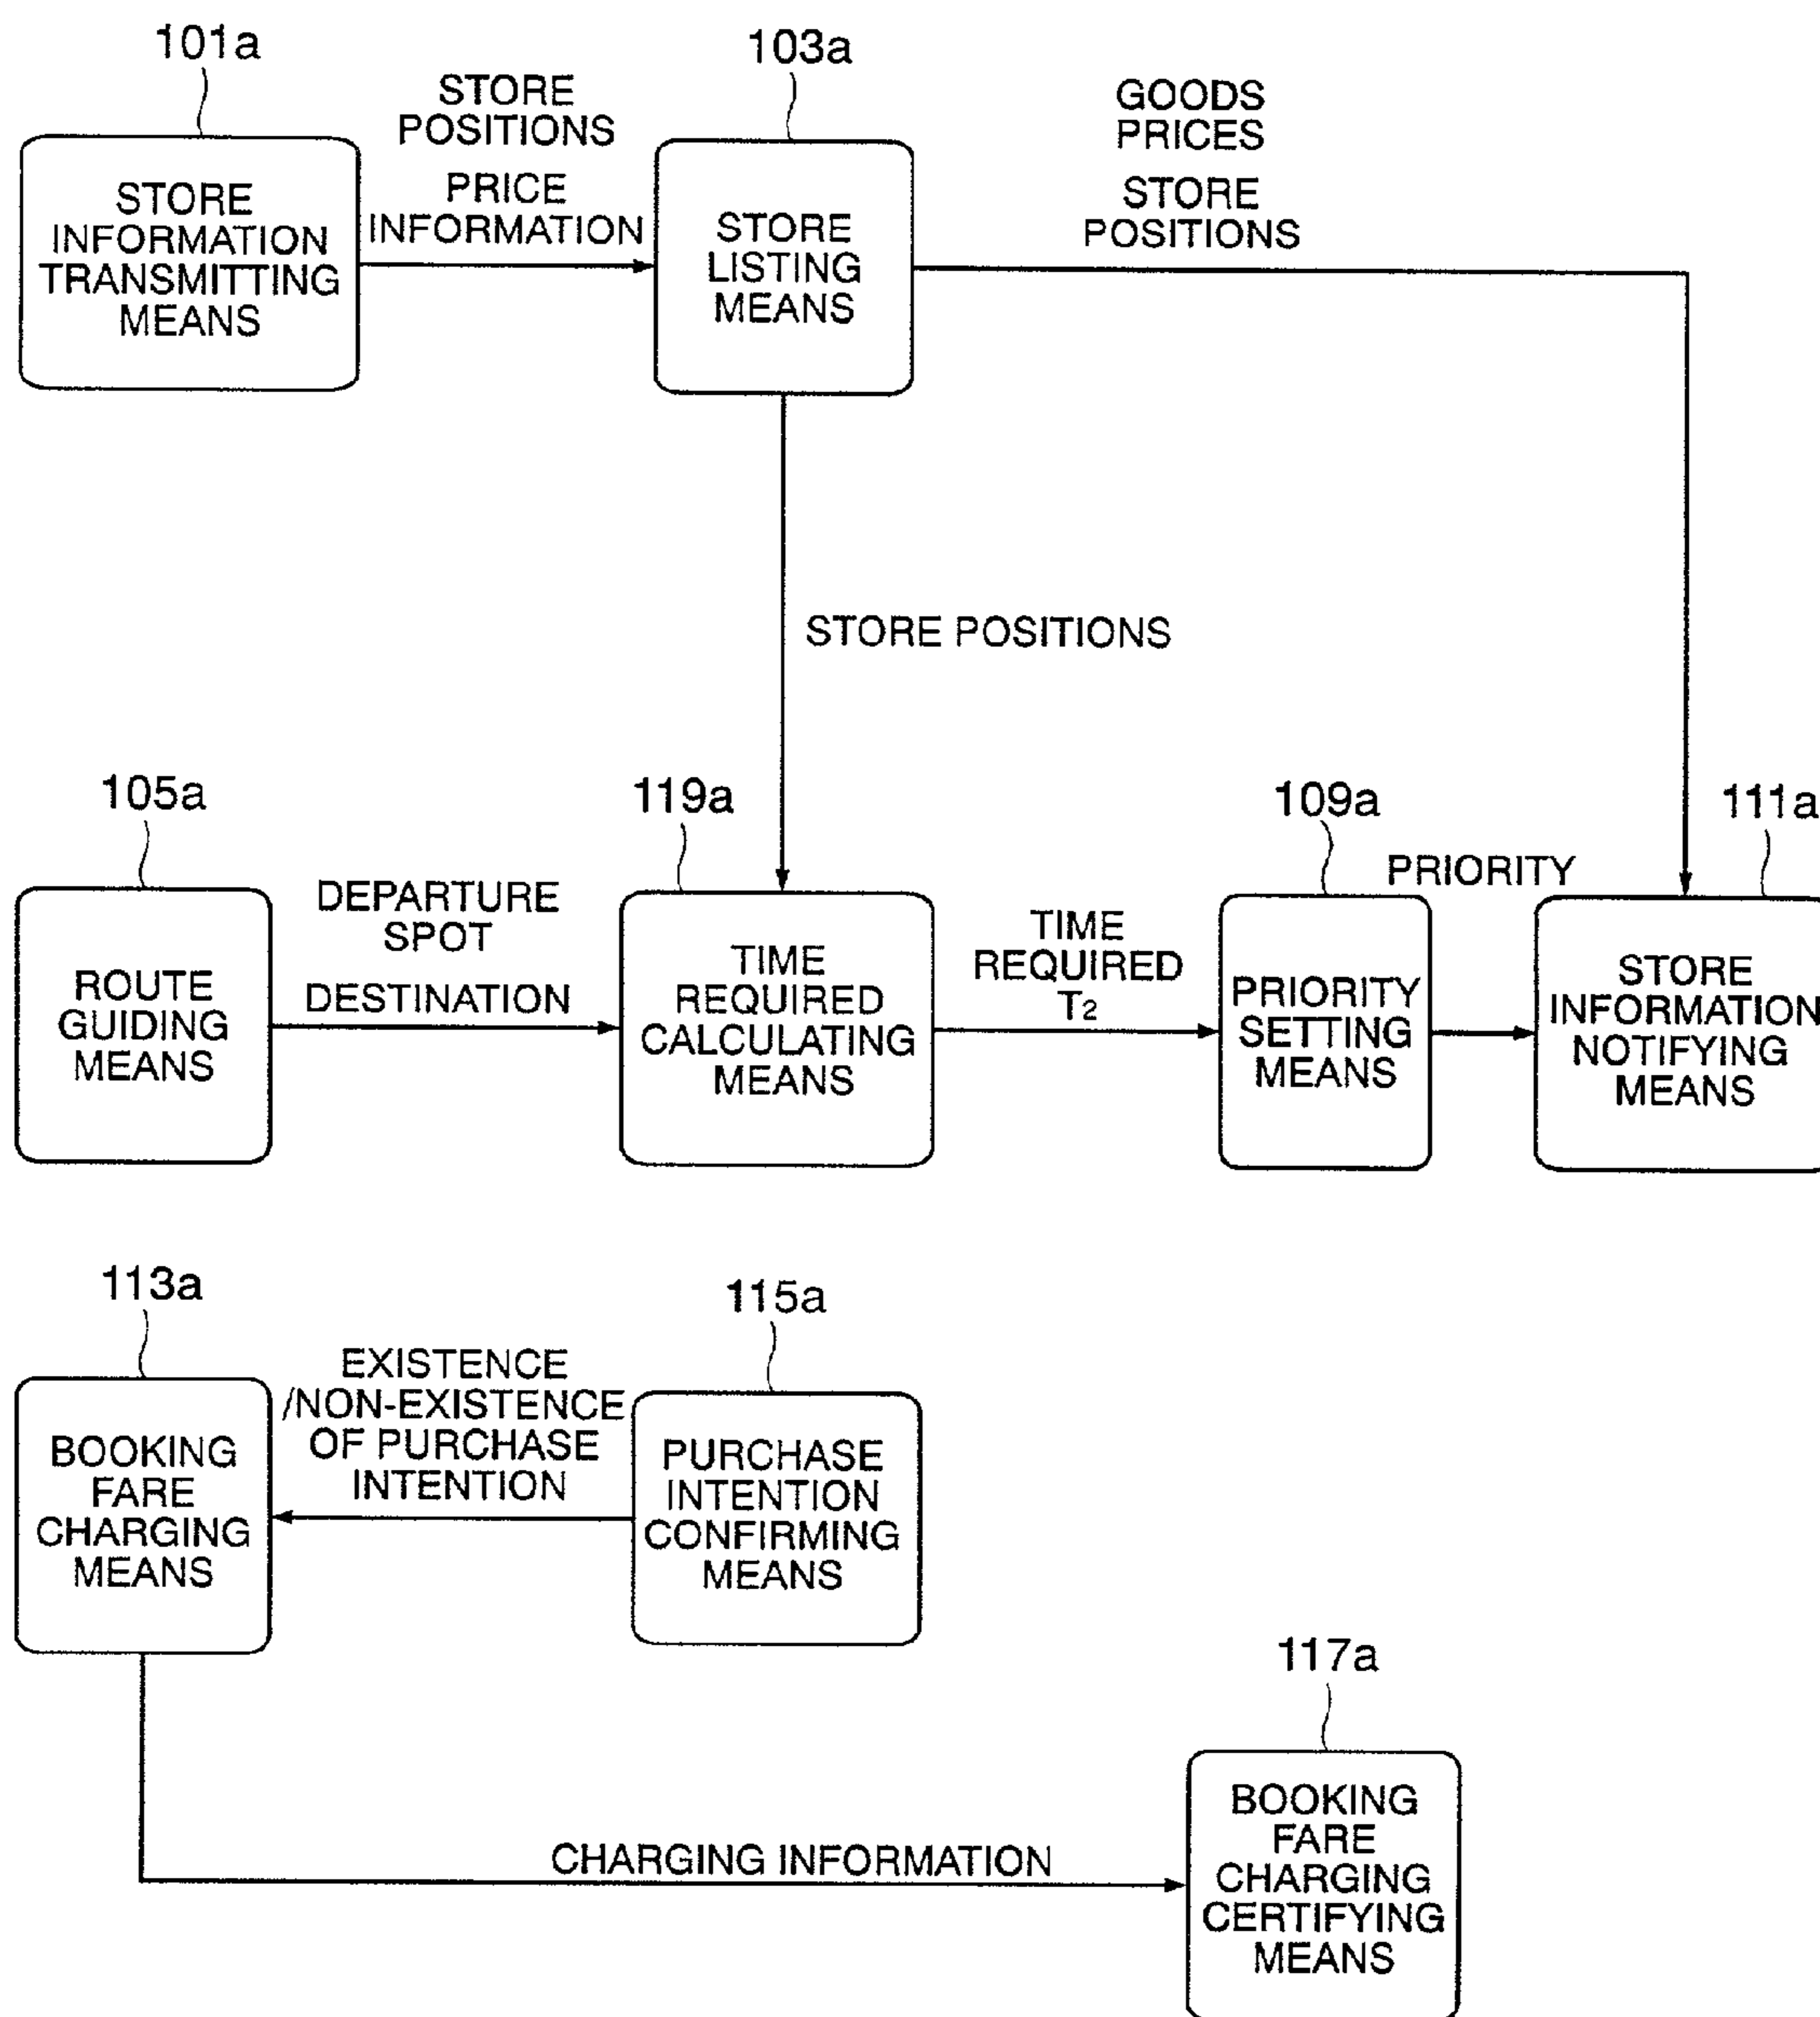 101a
STORE
POSITIONS
PRICE
INFORMATION
103a
GOODS
PRICES
STORE
POSITIONS
STORE
INFORMATION
TRANSMITTING
MEANS
STORE
LISTING
MEANS
STORE POSITIONS
105a
119a
109a
111a
DEPARTURE
SPOT
DESTINATION
TIME
REQUIRED
T2
PRIORITY
ROUTE
GUIDING
MEANS
TIME
REQUIRED
CALCULATING
MEANS
PRIORITY
SETTING
MEANS
STORE
INFORMATION
NOTIFYING
MEANS
113a
115a
EXISTENCE
/NON-EXISTENCE
OF PURCHASE
INTENTION
BOOKING
FARE
CHARGING
MEANS
PURCHASE
INTENTION
CONFIRMING
MEANS
117a
CHARGING INFORMATION
BOOKING
FARE
CHARGING
CERTIFYING
MEANS